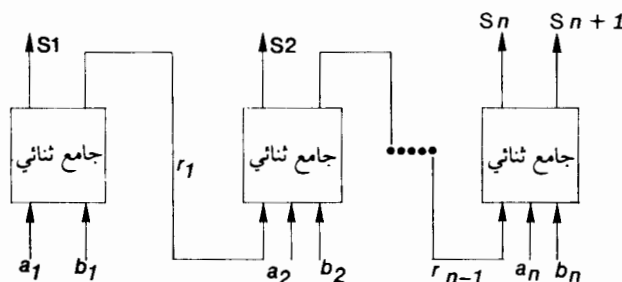 S1
S2
Sn
Sn + 1
جامع ثنائي
جامع ثنائي
جامع ثنائي
r1
a1
b1
a2
b2
r n-1
an
bn